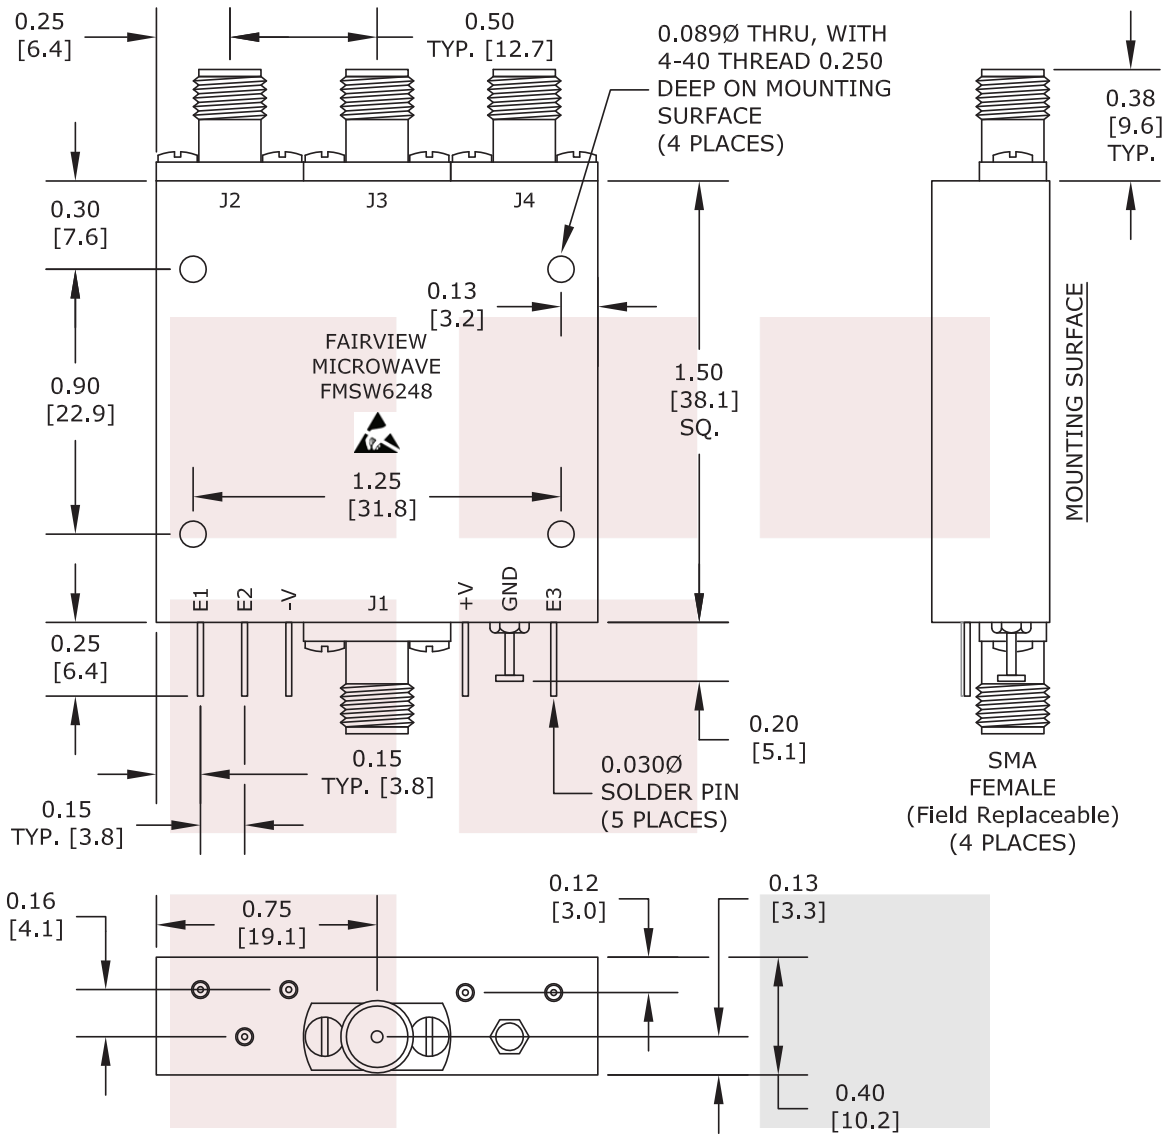 0.25
[6.4]
0.50
TYP. [12.7]
0.089Ø THRU, WITH
4-40 THREAD 0.250
DEEP ON MOUNTING
SURFACE
(4 PLACES)
0.38
[9.6]
TYP.
J2
J3
J4
0.30
[7.6]
0.13
[3.2]
FAIRVIEW
MICROWAVE
FMSW6248
0.90
[22.9]
1.50
[38.1]
SQ.
MOUNTING SURFACE
1.25
[31.8]
E1
E2
-V
J1
+V
GND
E3
0.25
[6.4]
0.20
[5.1]
0.15
TYP. [3.8]
0.030Ø
SOLDER PIN
(5 PLACES)
SMA
FEMALE
(Field Replaceable)
(4 PLACES)
0.15
TYP. [3.8]
0.16
[4.1]
0.75
[19.1]
0.12
[3.0]
0.13
[3.3]
0.40
[10.2]